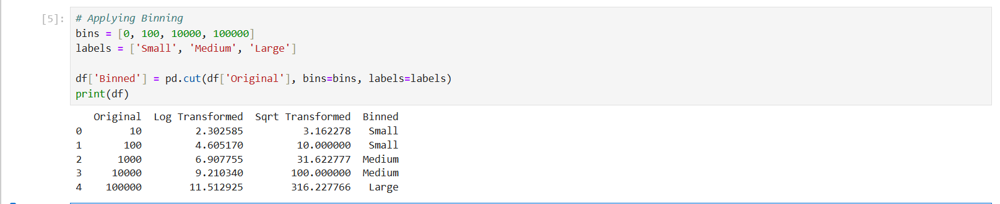 [5]: # Applying Binning
bins = [0, 100, 10000, 100000]
labels = ['Small', 'Medium', 'Large']
df['Binned'] = pd.cut(df['Original'], bins=bins, labels=labels)
print(df)
Original Log Transformed Sqrt Transformed Binned
0 10 2.302585 3.162278 Small
1 100 4.605170 10.000000 Small
2 1000 6.907755 31.622777 Medium
3 10000 9.210340 100.000000 Medium
4 100000 11.512925 316.227766 Large